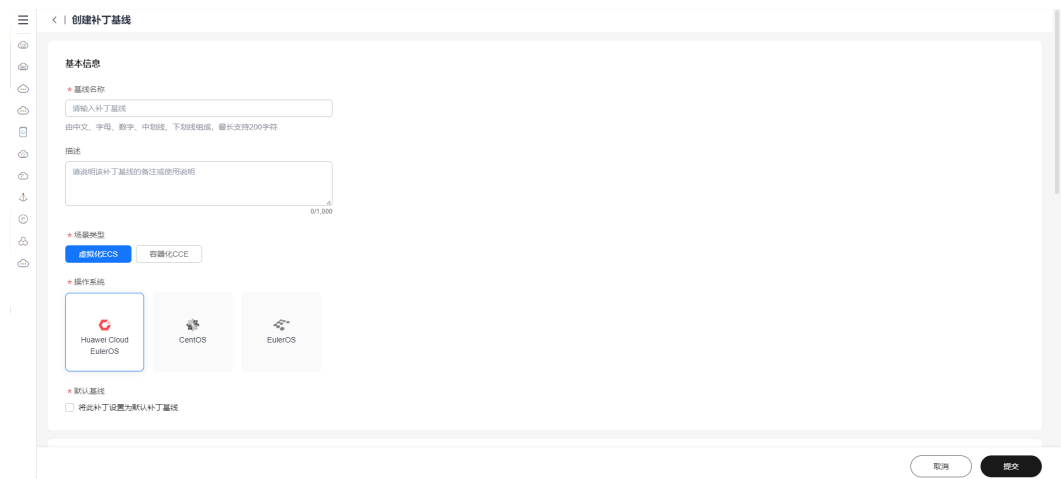 创建补丁基线
基本信息
* 基线名称
请输入补丁基线
由中文、字母、数字、中划线、下划线组成，最长支持200字符
描述
请说明该补丁基线的备注或使用说明
0/1,000
* 场景类型
虚拟化ECS
容器化CCE
* 操作系统
Huawei Cloud
EulerOS
CentOS
EulerOS
* 默认基线
将此补丁设置为默认补丁基线
取消
提交